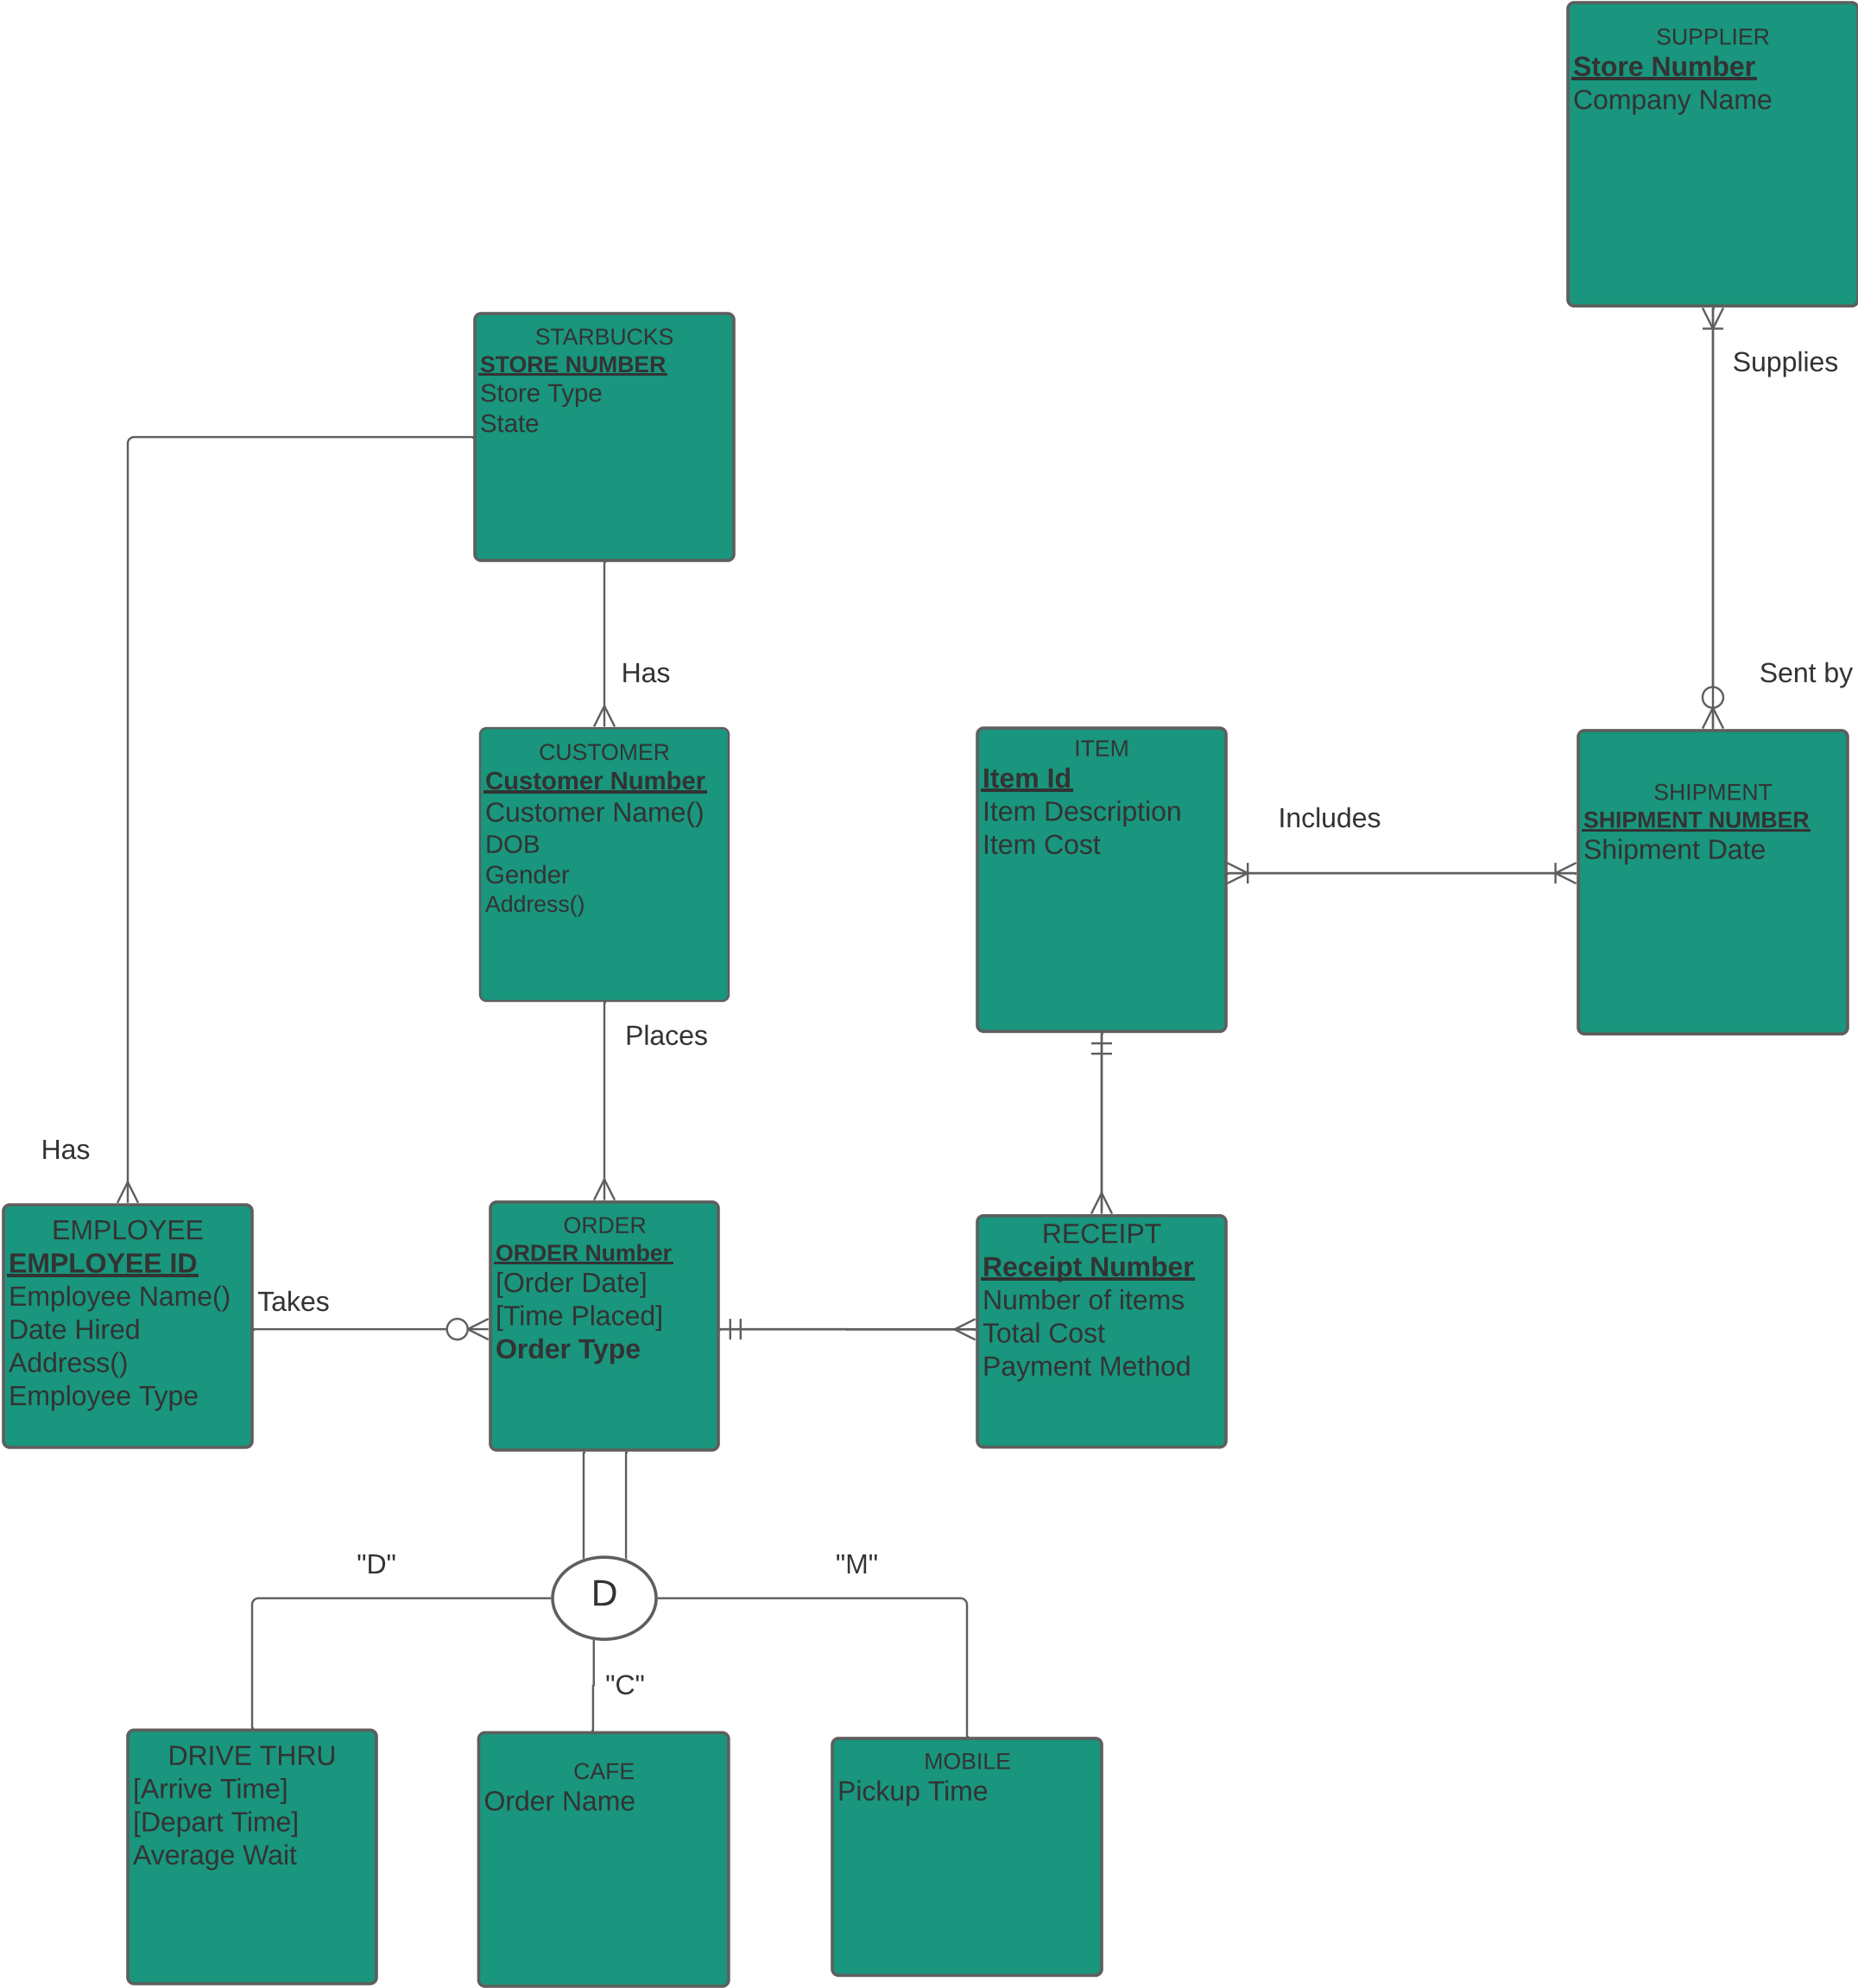 SUPPLIER
Store Number
Company Name
STARBUCKS
STORE NUMBER
Store Type
State
Supplies
Has
Sent by
CUSTOMER
Customer Number
Customer Name()
DOB
Gender
Address()
ITEM
Item Id
Item Description
Item Cost
Includes
SHIPMENT
SHIPMENT NUMBER
Shipment Date
Places
Has
EMPLOYEE
EMPLOYEE ID
Employee Name()
Date Hired
Address()
Employee Type
Takes
ORDER
ORDER Number
[Order Date]
[Time Placed]
Order Type
RECEIPT
Receipt Number
Number of items
Total Cost
Payment Method
"D"
D
"M"
"C"
DRIVE THRU
[Arrive Time]
[Depart Time]
Average Wait
CAFE
Order Name
MOBILE
Pickup Time